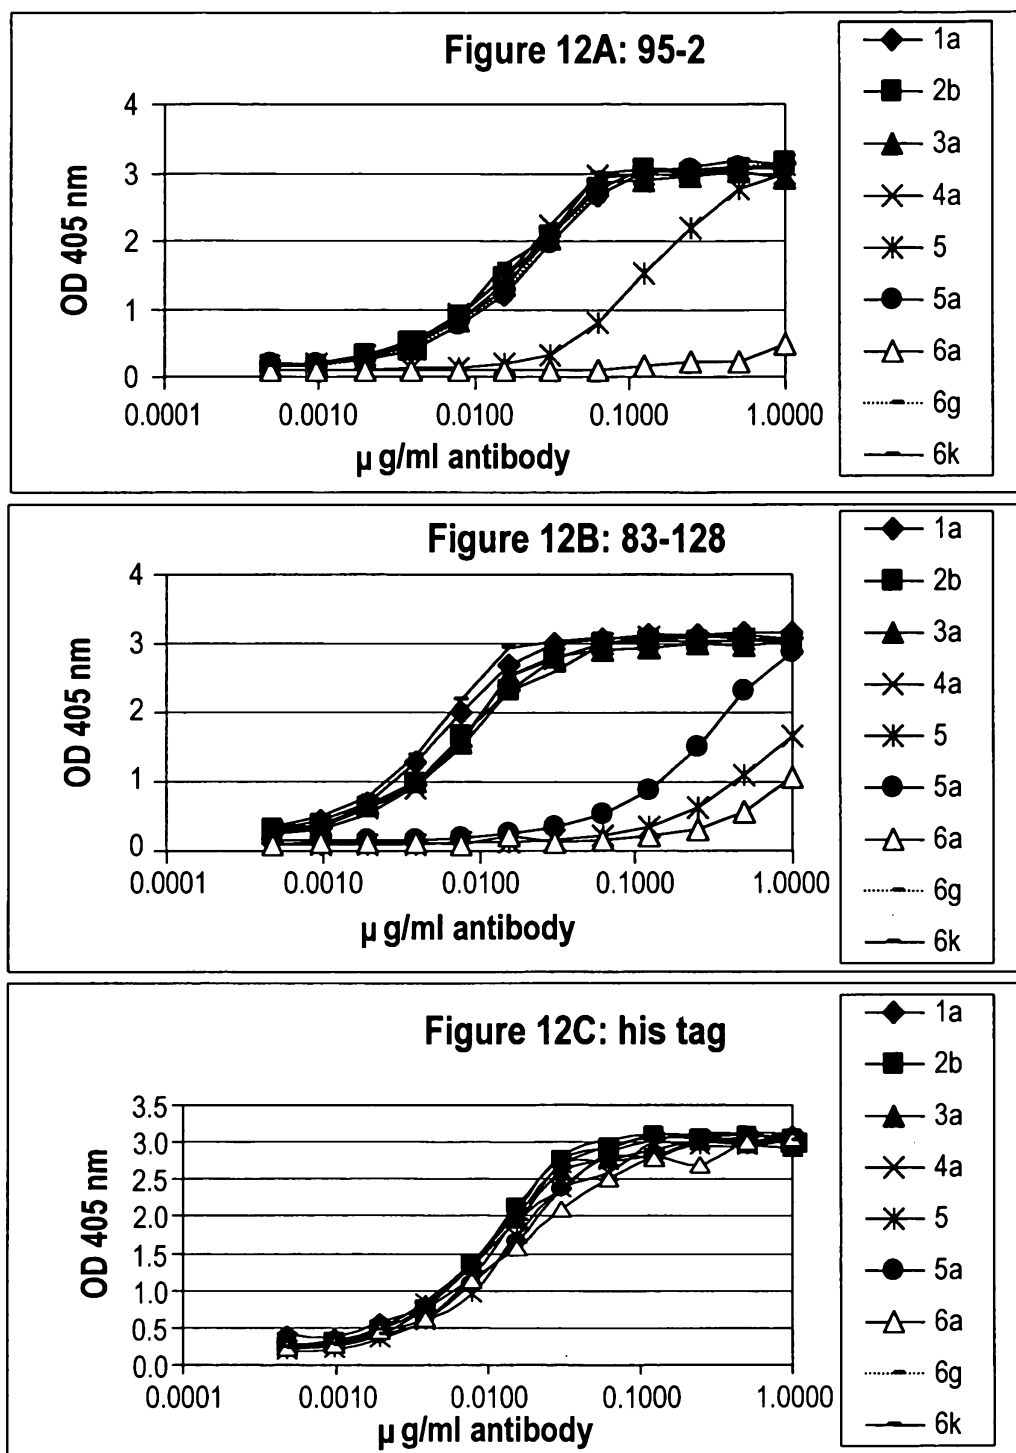 Figure 12A: 95-2
4
3
2
1
0
OD 405 nm
0.0001
0.0010
0.0100
0.1000
1.0000
µ g/ml antibody
1a
2b
3a
4a
5
5a
6a
6g
6k
Figure 12B: 83-128
4
3
2
1
0
OD 405 nm
0.0001
0.0010
0.0100
0.1000
1.0000
µ g/ml antibody
1a
2b
3a
4a
5
5a
6a
6g
6k
Figure 12C: his tag
3.5
3.0
2.5
2.0
1.5
1.0
0.5
0.0
OD 405 nm
0.0001
0.0010
0.0100
0.1000
1.0000
µ g/ml antibody
1a
2b
3a
4a
5
5a
6a
6g
6k